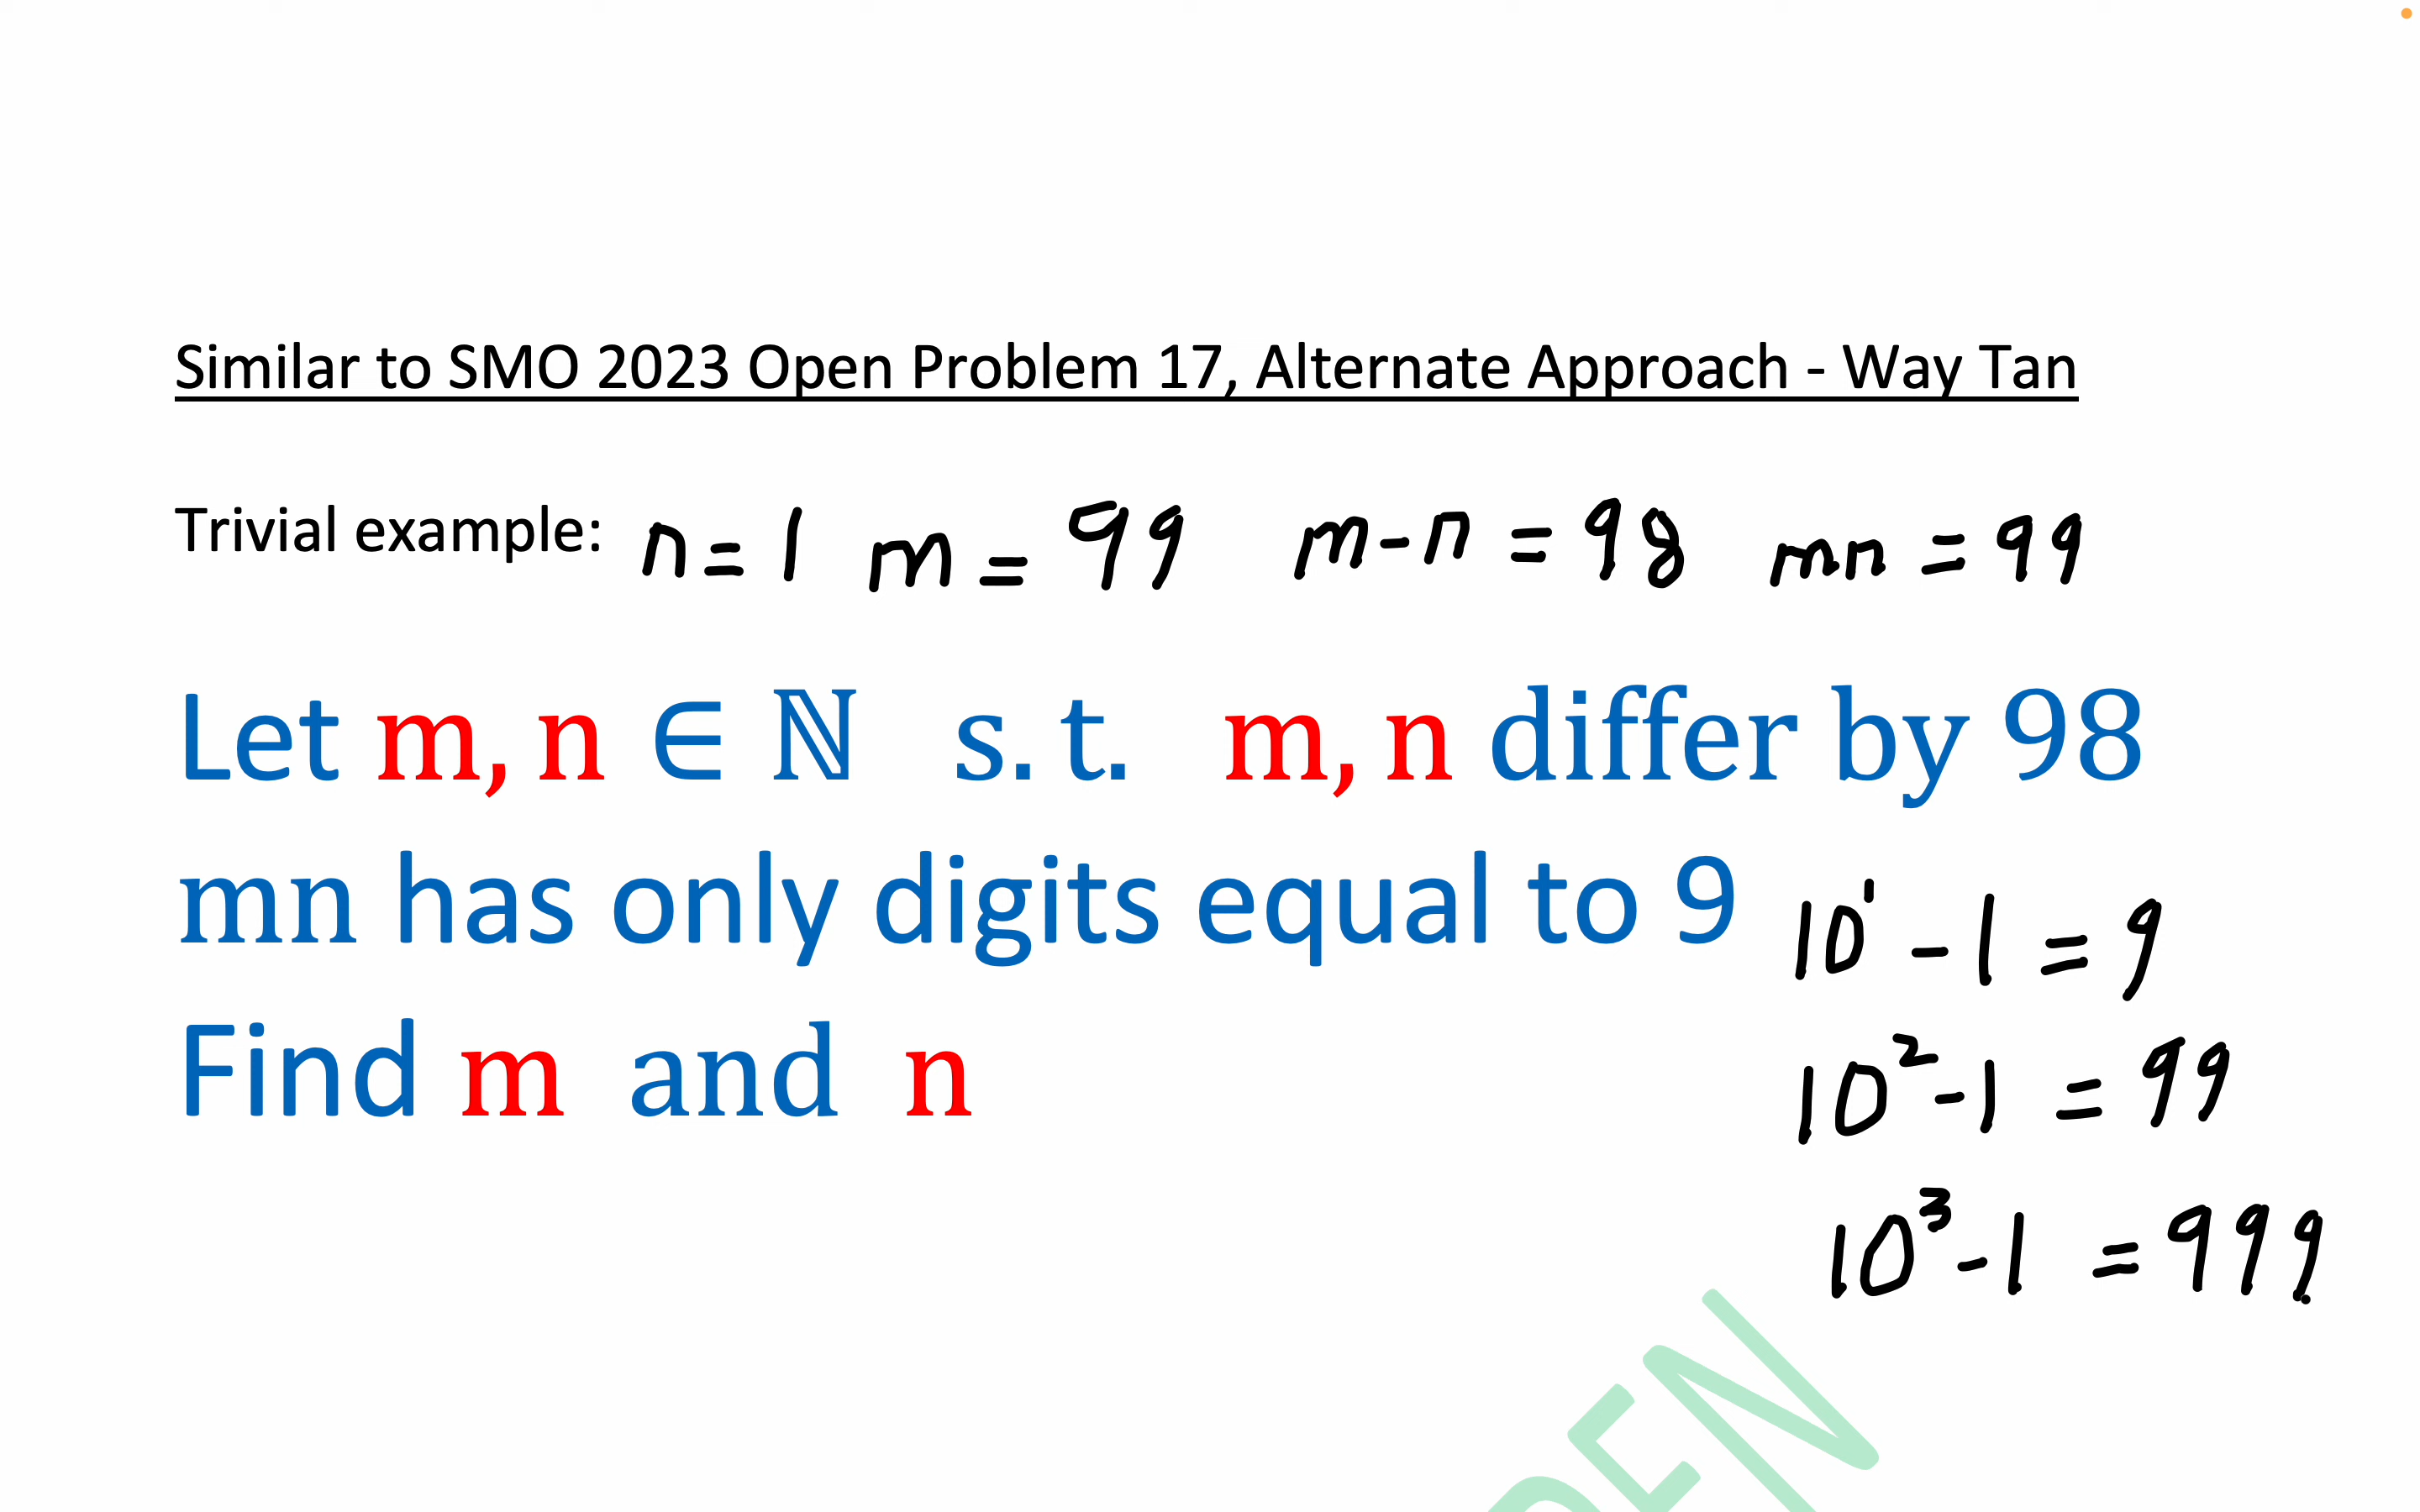 Similar to SMO 2023 Open Problem 17, Alternate Approach - Way Tan
Trivial example: n = 1 m = 99 m - n = 98 mn = 99
Let m, n ∈ ℕ s. t. m, n differ by 98
mn has only digits equal to 9
10¹ - 1 = 9
Find m and n
10² - 1 = 99
10³ - 1 = 999